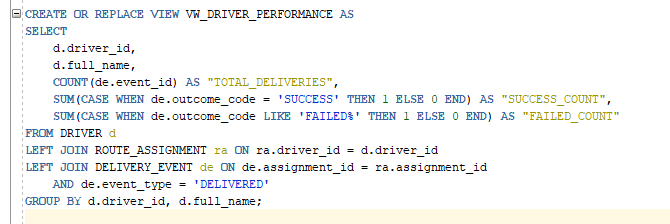 CREATE OR REPLACE VIEW VW_DRIVER_PERFORMANCE AS
SELECT
    d.driver_id,
    d.full_name,
    COUNT(de.event_id) AS "TOTAL_DELIVERIES",
    SUM(CASE WHEN de.outcome_code = 'SUCCESS' THEN 1 ELSE 0 END) AS "SUCCESS_COUNT",
    SUM(CASE WHEN de.outcome_code LIKE 'FAILED%' THEN 1 ELSE 0 END) AS "FAILED_COUNT"
FROM DRIVER d
LEFT JOIN ROUTE_ASSIGNMENT ra ON ra.driver_id = d.driver_id
LEFT JOIN DELIVERY_EVENT de ON de.assignment_id = ra.assignment_id
    AND de.event_type = 'DELIVERED'
GROUP BY d.driver_id, d.full_name;